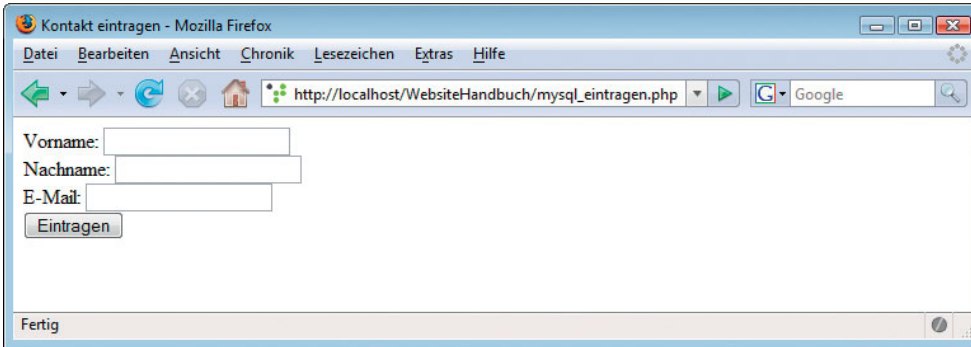 Kontakt eintragen - Mozilla Firefox
Datei Bearbeiten Ansicht Chronik Lesezeichen Extras Hilfe
http://localhost/WebsiteHandbuch/mysql_eintragen.php G Google
Vorname:
Nachname:
E-Mail:
Eintragen
Fertig